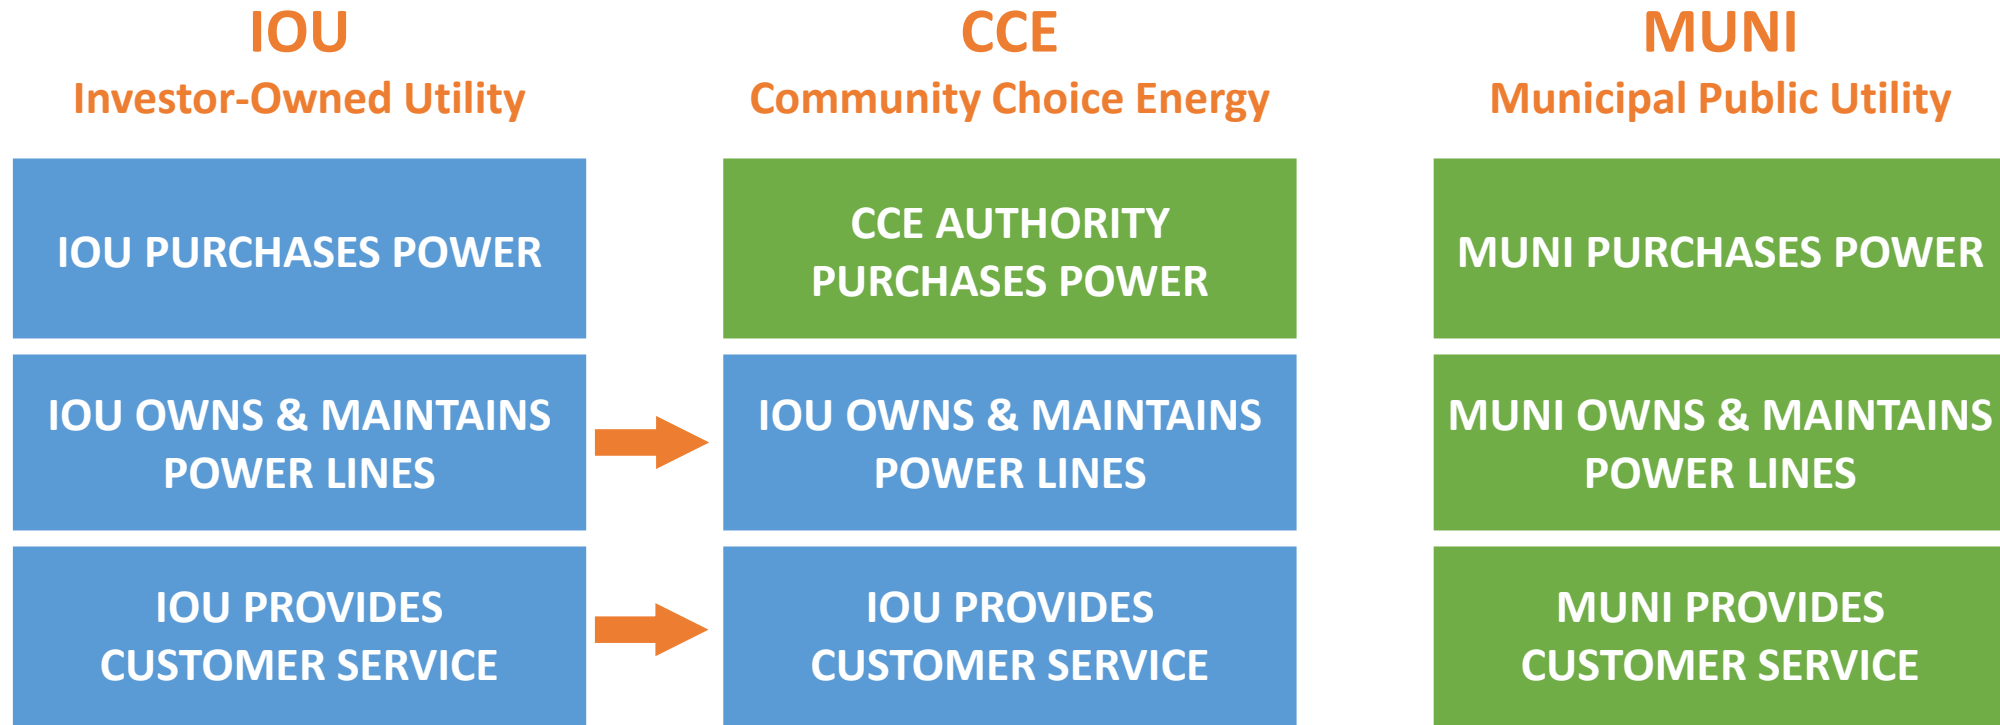 IOU
Investor-Owned Utility
IOU PURCHASES POWER
IOU OWNS & MAINTAINS
POWER LINES
IOU PROVIDES
CUSTOMER SERVICE
CCE
Community Choice Energy
CCE AUTHORITY
PURCHASES POWER
IOU OWNS & MAINTAINS
POWER LINES
IOU PROVIDES
CUSTOMER SERVICE
MUNI
Municipal Public Utility
MUNI PURCHASES POWER
MUNI OWNS & MAINTAINS
POWER LINES
MUNI PROVIDES
CUSTOMER SERVICE